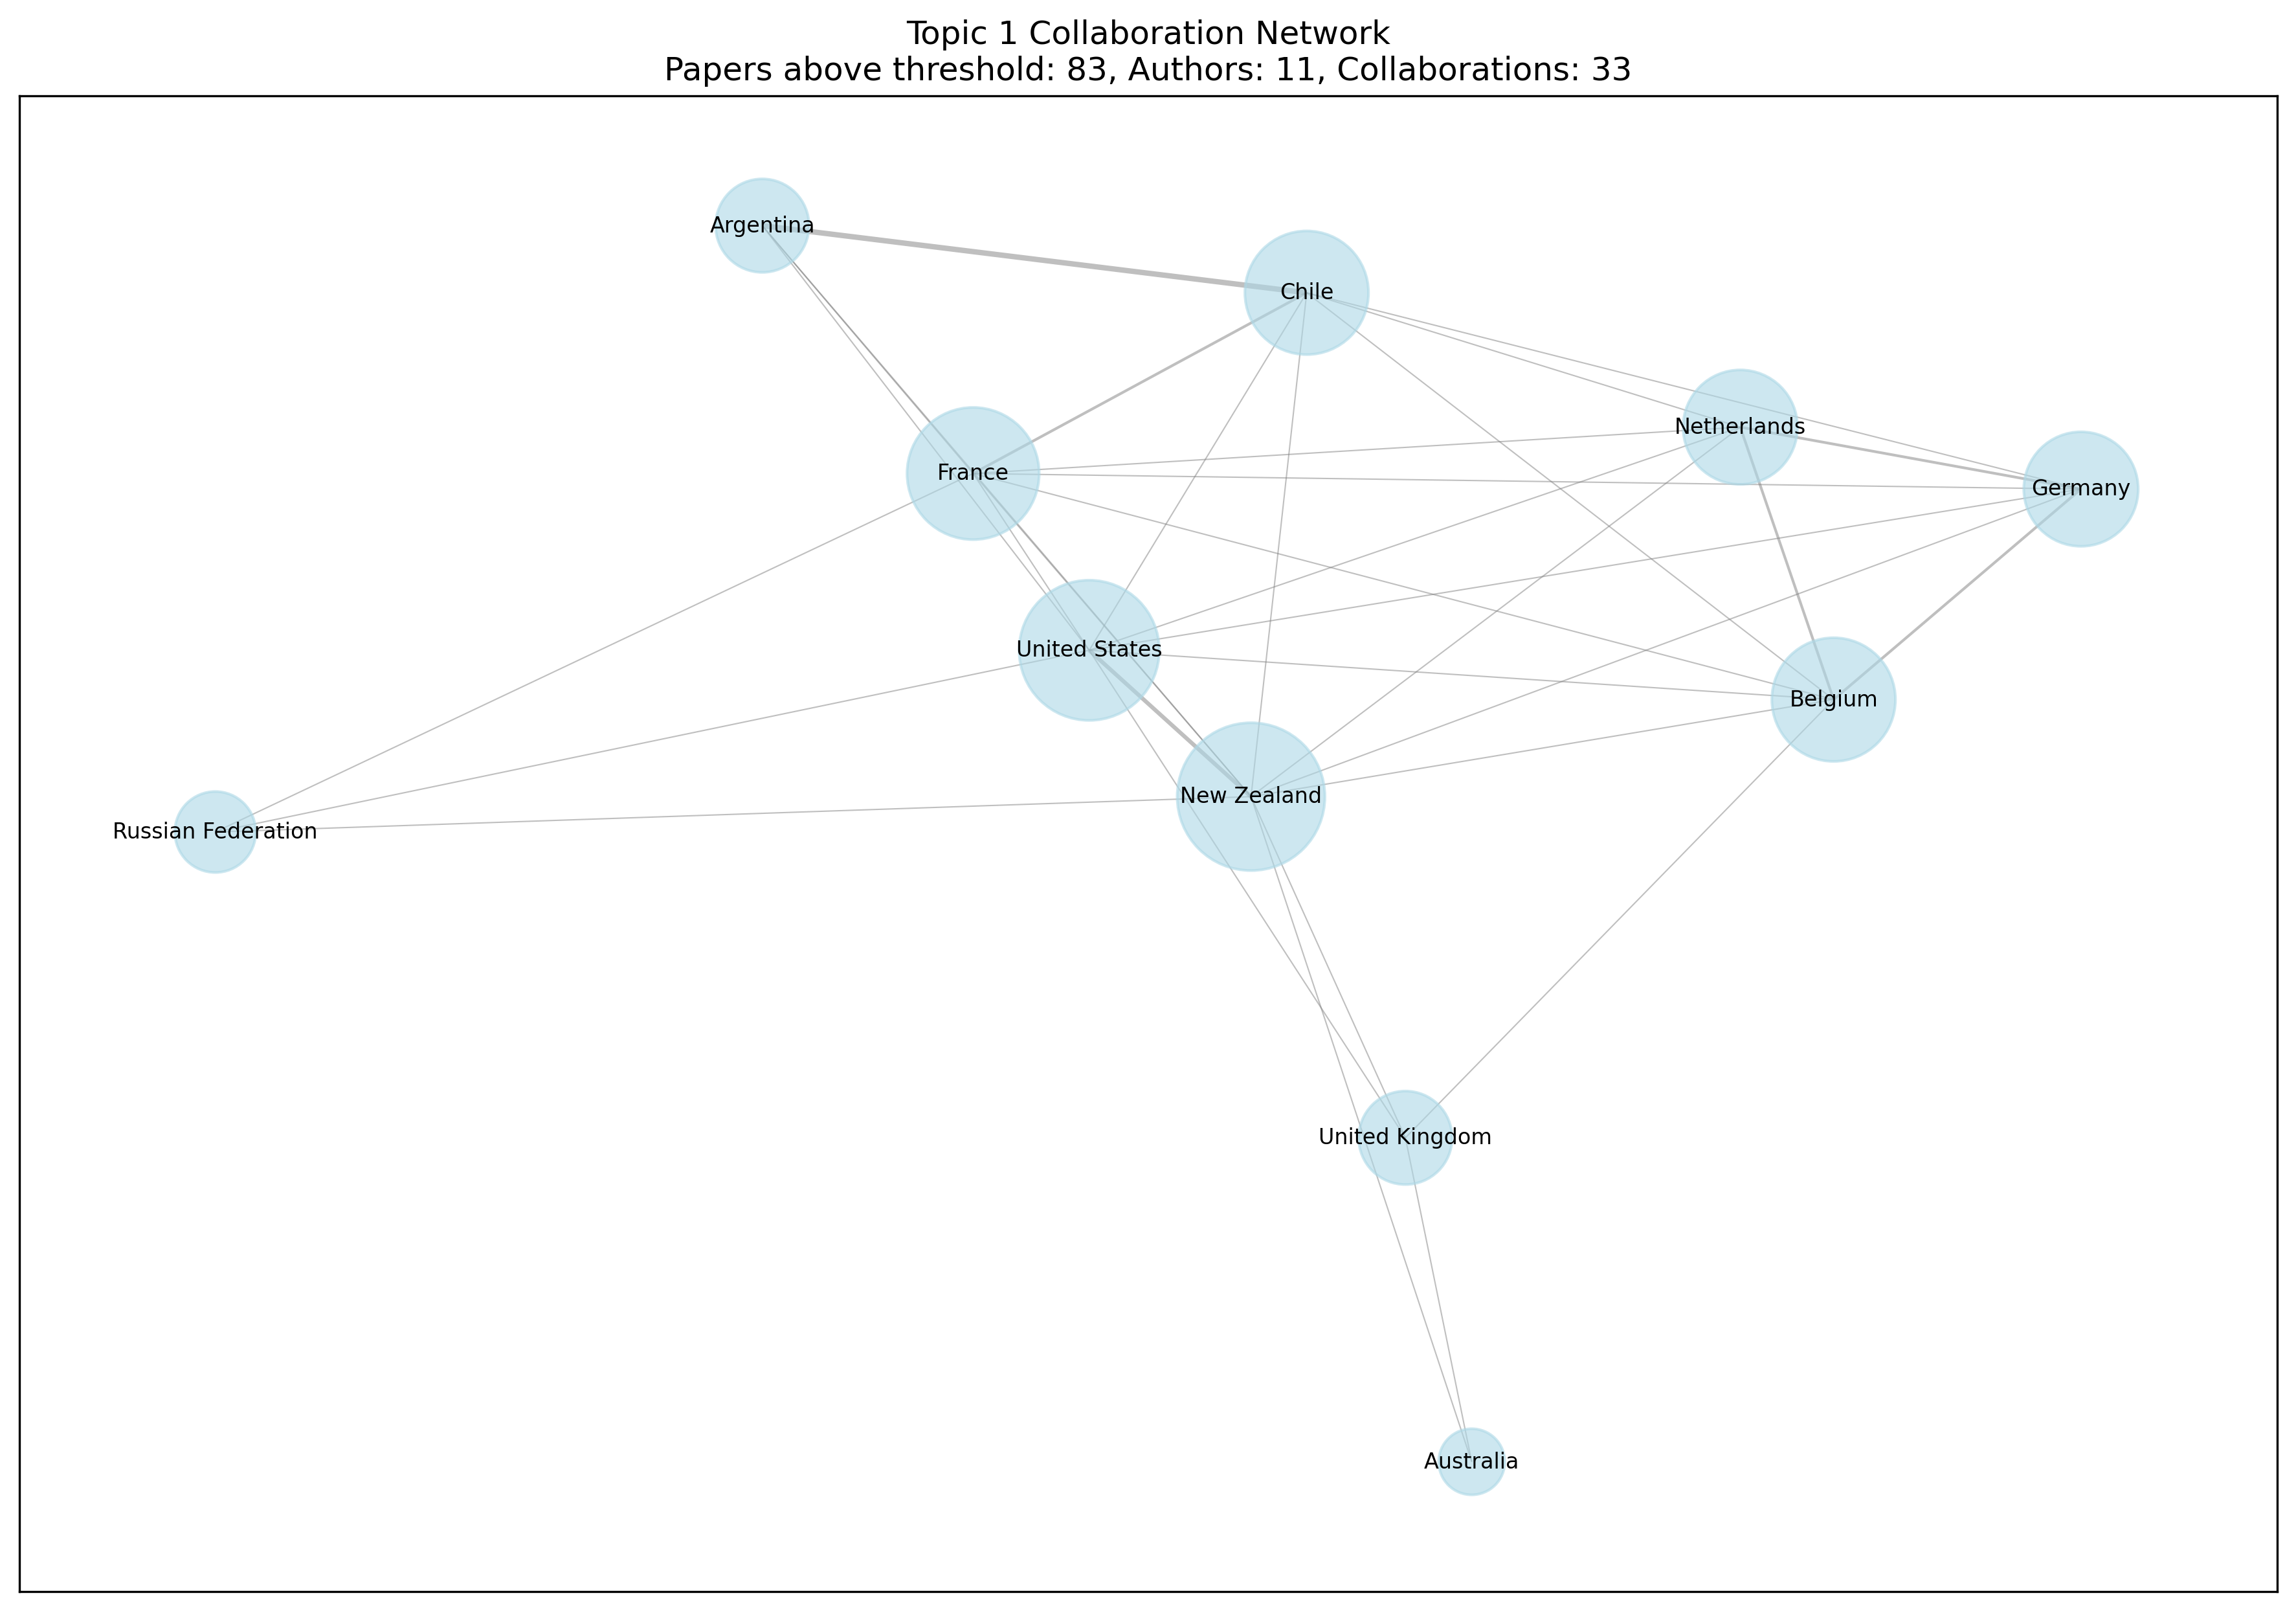 Topic 1 Collaboration Network
Papers above threshold: 83, Authors: 11, Collaborations: 33
Argentina
Chile
Netherlands
France
Germany
United States
Belgium
New Zealand
Russian Federation
United Kingdom
Australia